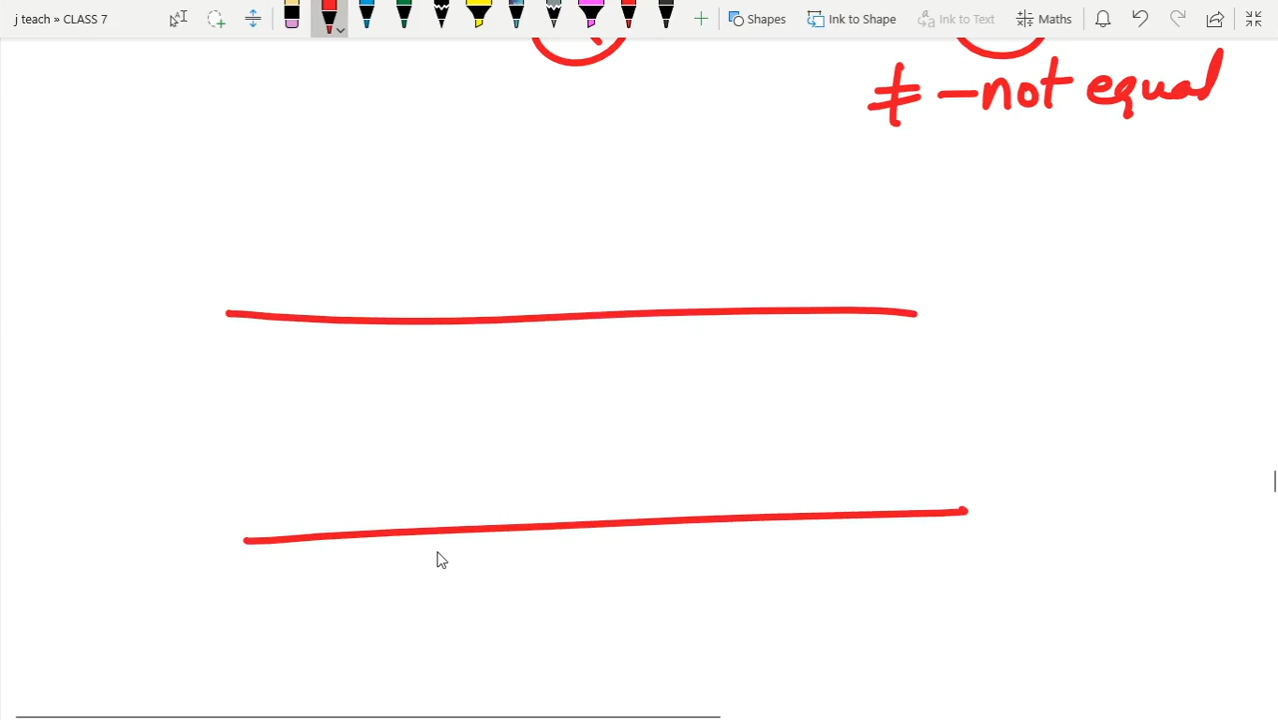 j teach » CLASS 7
Shapes
Ink to Shape
Ink to Text
Maths
≠ – not equal